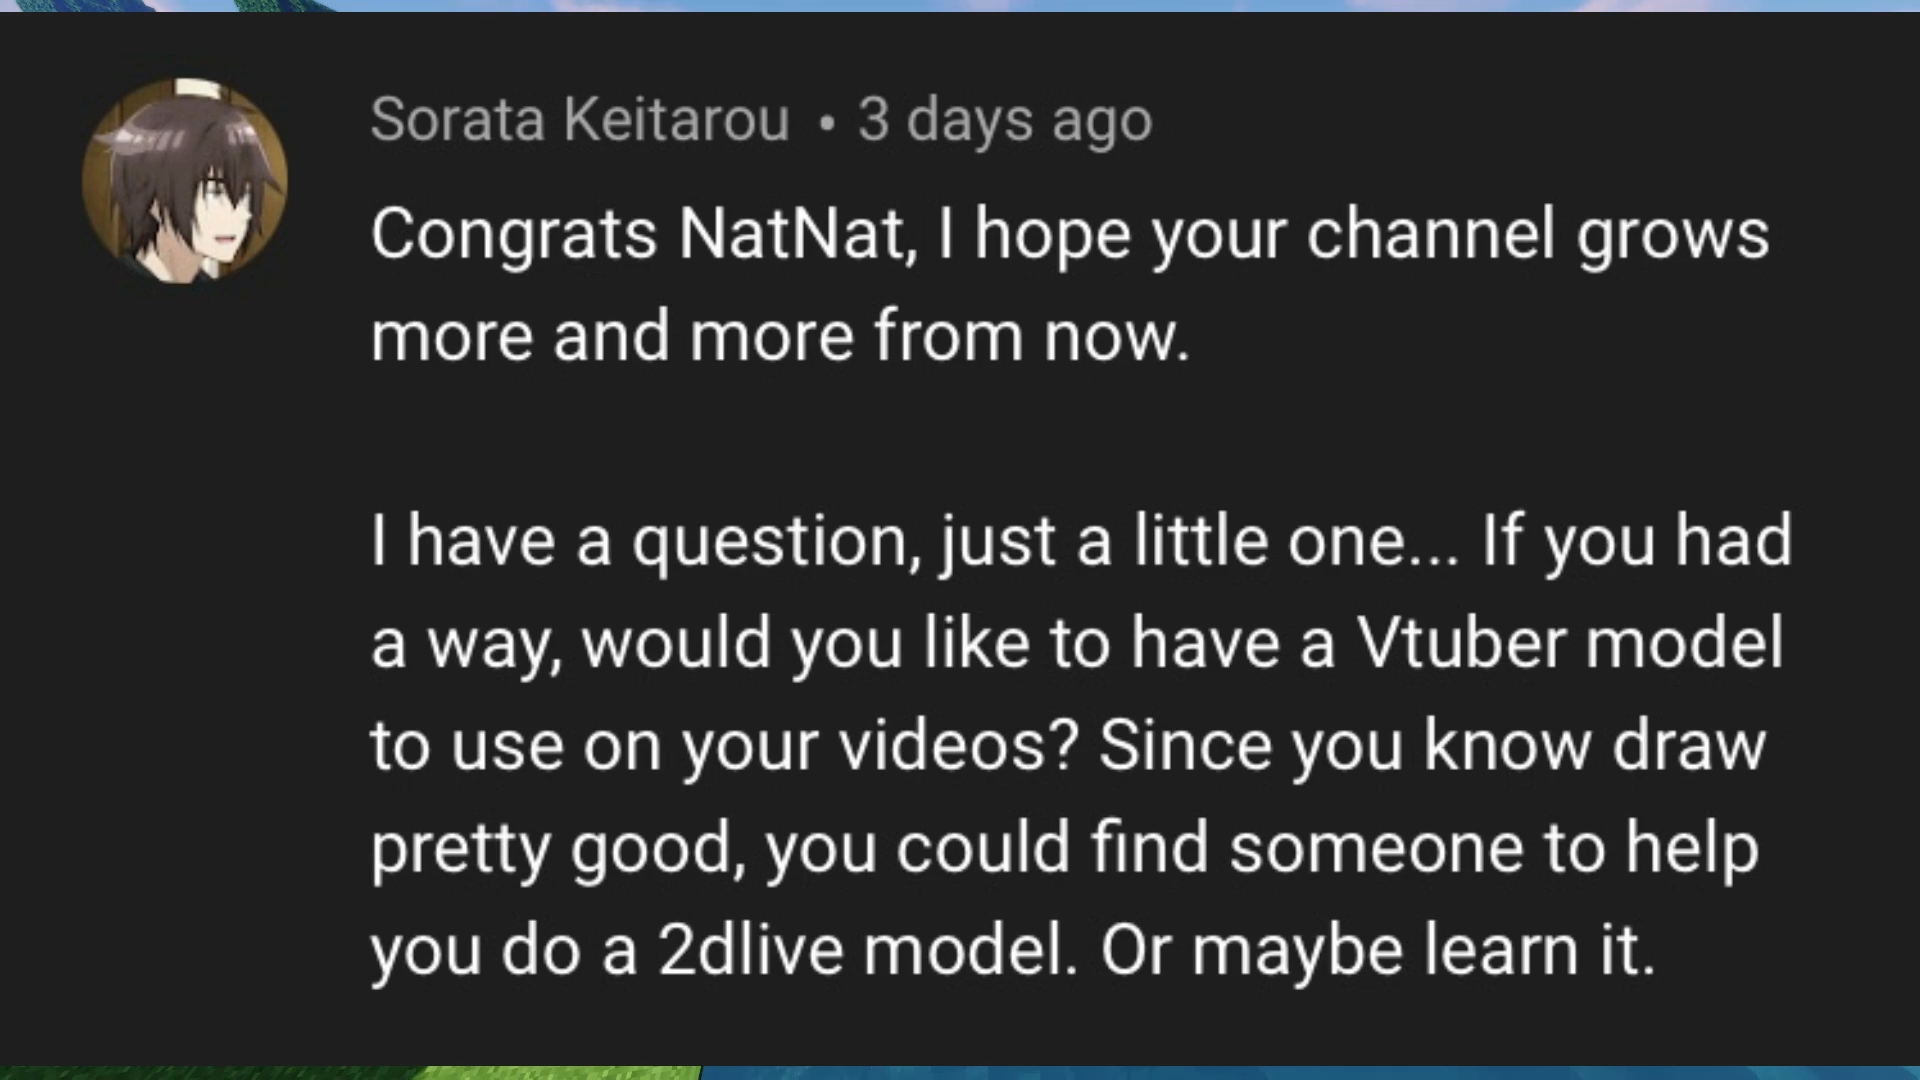 Sorata Keitarou • 3 days ago
Congrats NatNat, I hope your channel grows
more and more from now.
I have a question, just a little one... If you had
a way, would you like to have a Vtuber model
to use on your videos? Since you know draw
pretty good, you could find someone to help
you do a 2dlive model. Or maybe learn it.